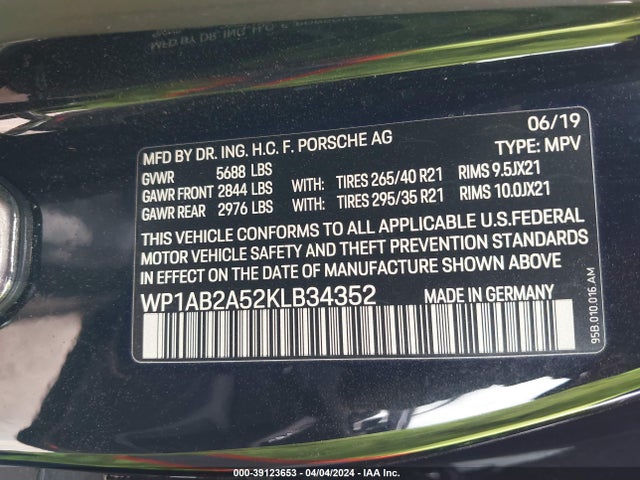 06/19
MFD BY DR. ING. H.C. F. PORSCHE AG TYPE: MPV
GVWR 5688 LBS
GAWR FRONT 2844 LBS WITH: TIRES 265/40 R21 RIMS 9.5JX21
GAWR REAR 2976 LBS WITH: TIRES 295/35 R21 RIMS 10.0JX21
THIS VEHICLE CONFORMS TO ALL APPLICABLE U.S.FEDERAL
MOTOR VEHICLE SAFETY AND THEFT PREVENTION STANDARDS
IN EFFECT ON THE DATE OF MANUFACTURE SHOWN ABOVE
WP1AB2A52KLB34352 MADE IN GERMANY
95B.010.016.AM
000-39123653 - 04/04/2024 - IAA Inc.